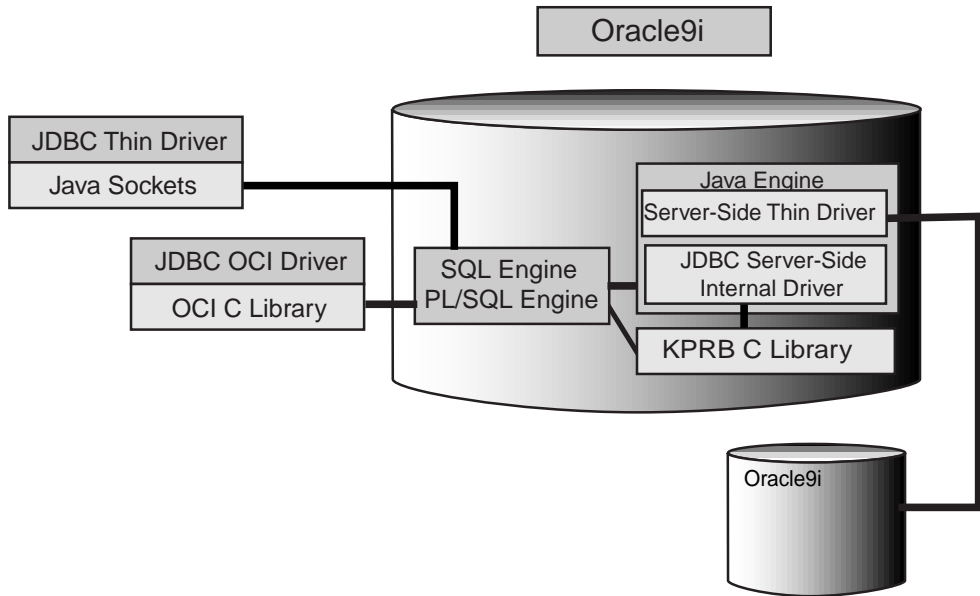 Oracle9i
JDBC Thin Driver
Java Sockets
JDBC OCI Driver
OCI C Library
SQL Engine
PL/SQL Engine
Java Engine
Server-Side Thin Driver
JDBC Server-Side
Internal Driver
KPRB C Library
Oracle9i